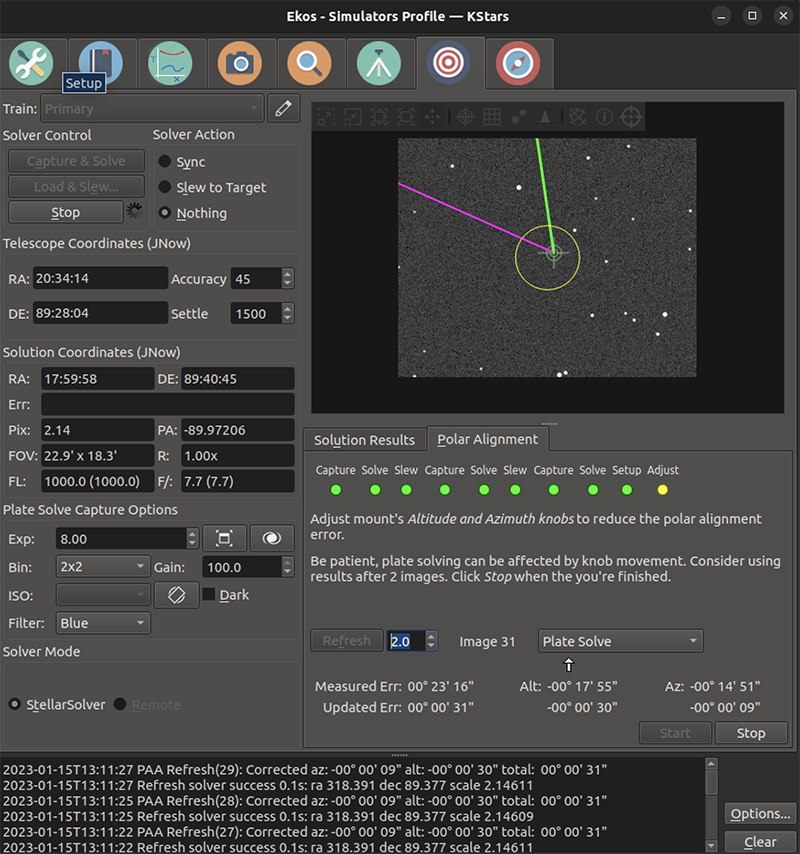 Ekos - Simulators Profile — KStars
Setup
Train: Primary
Solver Control
Solver Action
Capture & Solve
Sync
Load & Slew...
Slew to Target
Stop
Nothing
Telescope Coordinates (JNow)
RA: 20:34:14 Accuracy 45
DE: 89:28:04 Settle 1500
Solution Coordinates (JNow)
RA: 17:59:58 DE: 89:40:45
Err:
Pix: 2.14 PA: -89.97206
FOV: 22.9' x 18.3' R: 1.00x
FL: 1000.0 (1000.0) F/: 7.7 (7.7)
Plate Solve Capture Options
Exp: 8.00
Bin: 2x2 Gain: 100.0
ISO: Dark
Filter: Blue
Solver Mode
StellarSolver Remote
Solution Results Polar Alignment
Capture Solve Slew Capture Solve Slew Capture Solve Setup Adjust
Adjust mount's Altitude and Azimuth knobs to reduce the polar alignment
error.
Be patient, plate solving can be affected by knob movement. Consider using
results after 2 images. Click Stop when the you're finished.
Refresh 2.0 Image 31 Plate Solve
Measured Err: 00° 23' 16" Alt: -00° 17' 55" Az: -00° 14' 51"
Updated Err: 00° 00' 31" -00° 00' 30" -00° 00' 09"
Start Stop
2023-01-15T13:11:27 PAA Refresh(29): Corrected az: -00° 00' 09" alt: -00° 00' 30" total: 00° 00' 31"
2023-01-15T13:11:27 Refresh solver success 0.1s: ra 318.391 dec 89.377 scale 2.14611
2023-01-15T13:11:25 PAA Refresh(28): Corrected az: -00° 00' 09" alt: -00° 00' 30" total: 00° 00' 31"
2023-01-15T13:11:25 Refresh solver success 0.1s: ra 318.391 dec 89.377 scale 2.14609
2023-01-15T13:11:22 PAA Refresh(27): Corrected az: -00° 00' 09" alt: -00° 00' 30" total: 00° 00' 31"
2023-01-15T13:11:22 Refresh solver success 0.1s: ra 318.391 dec 89.377 scale 2.14611
Options...
Clear